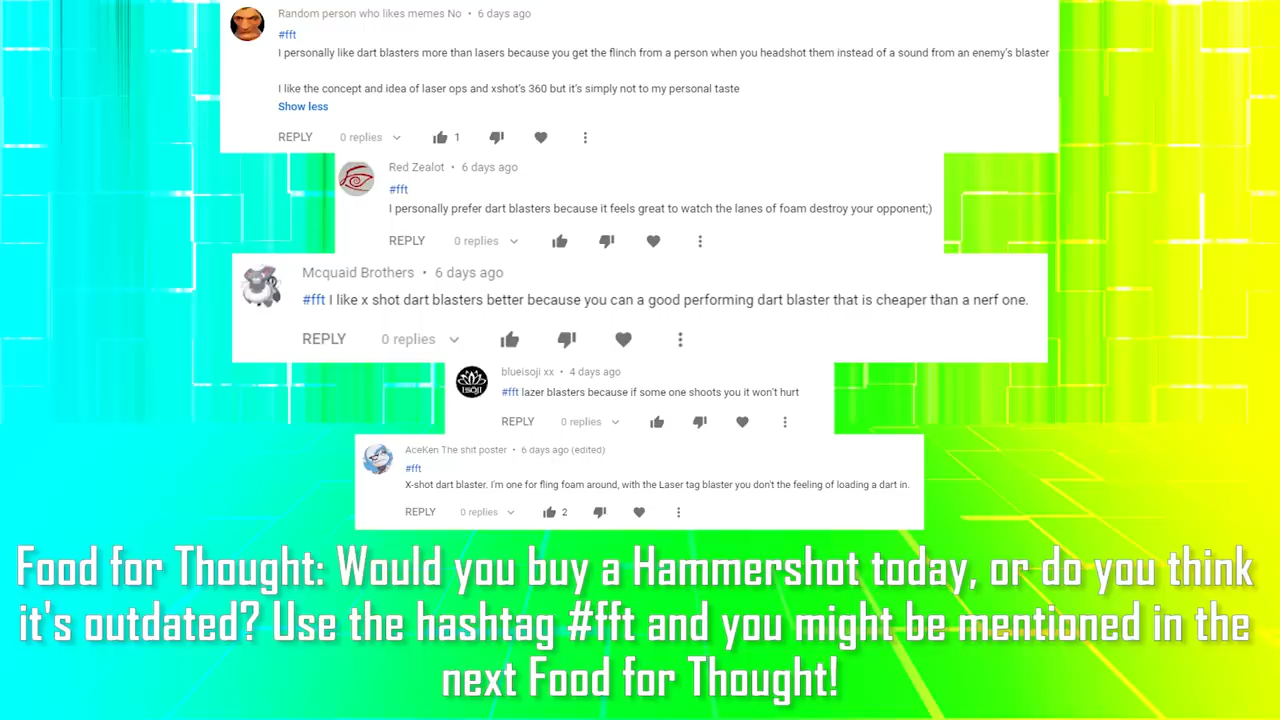 Random person who likes memes No • 6 days ago
#fft
I personally like dart blasters more than lasers because you get the flinch from a person when you headshot them instead of a sound from an enemy's blaster
I like the concept and idea of laser ops and xshot's 360 but it's simply not to my personal taste
Show less
REPLY 0 replies 1
Red Zealot • 6 days ago
#fft
I personally prefer dart blasters because it feels great to watch the lanes of foam destroy your opponent;)
REPLY 0 replies
Mcquaid Brothers • 6 days ago
#fft I like x shot dart blasters better because you can a good performing dart blaster that is cheaper than a nerf one.
REPLY 0 replies
ISOJI
blueisoji xx • 4 days ago
#fft lazer blasters because if some one shoots you it won't hurt
REPLY 0 replies
AceKen The shit poster • 6 days ago (edited)
#fft
X-shot dart blaster. I'm one for fling foam around, with the Laser tag blaster you don't the feeling of loading a dart in.
REPLY 0 replies 2
Food for Thought: Would you buy a Hammershot today, or do you think
it's outdated? Use the hashtag #fft and you might be mentioned in the
next Food for Thought!